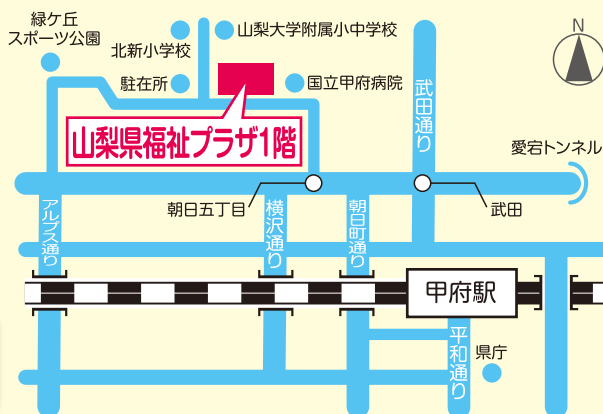 緑ケ丘
スポーツ公園
北新小学校
山梨大学附属小中学校
N
駐在所
国立甲府病院
武田通り
山梨県福祉プラザ1階
愛宕トンネル
朝日五丁目
武田
アルプス通り
横沢通り
朝日町通り
甲府駅
平和通り
県庁